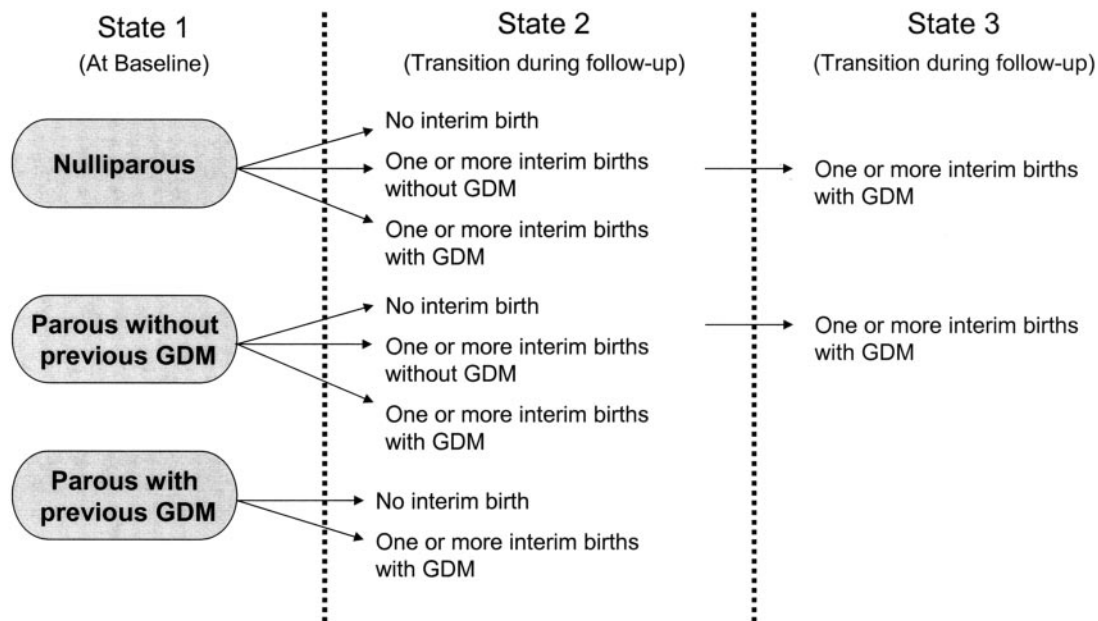 State 1
(At Baseline)
State 2
(Transition during follow-up)
State 3
(Transition during follow-up)
Nulliparous
No interim birth
One or more interim births
without GDM
One or more interim births
with GDM
One or more interim births
with GDM
Parous without
previous GDM
No interim birth
One or more interim births
without GDM
One or more interim births
with GDM
One or more interim births
with GDM
Parous with
previous GDM
No interim birth
One or more interim births
with GDM